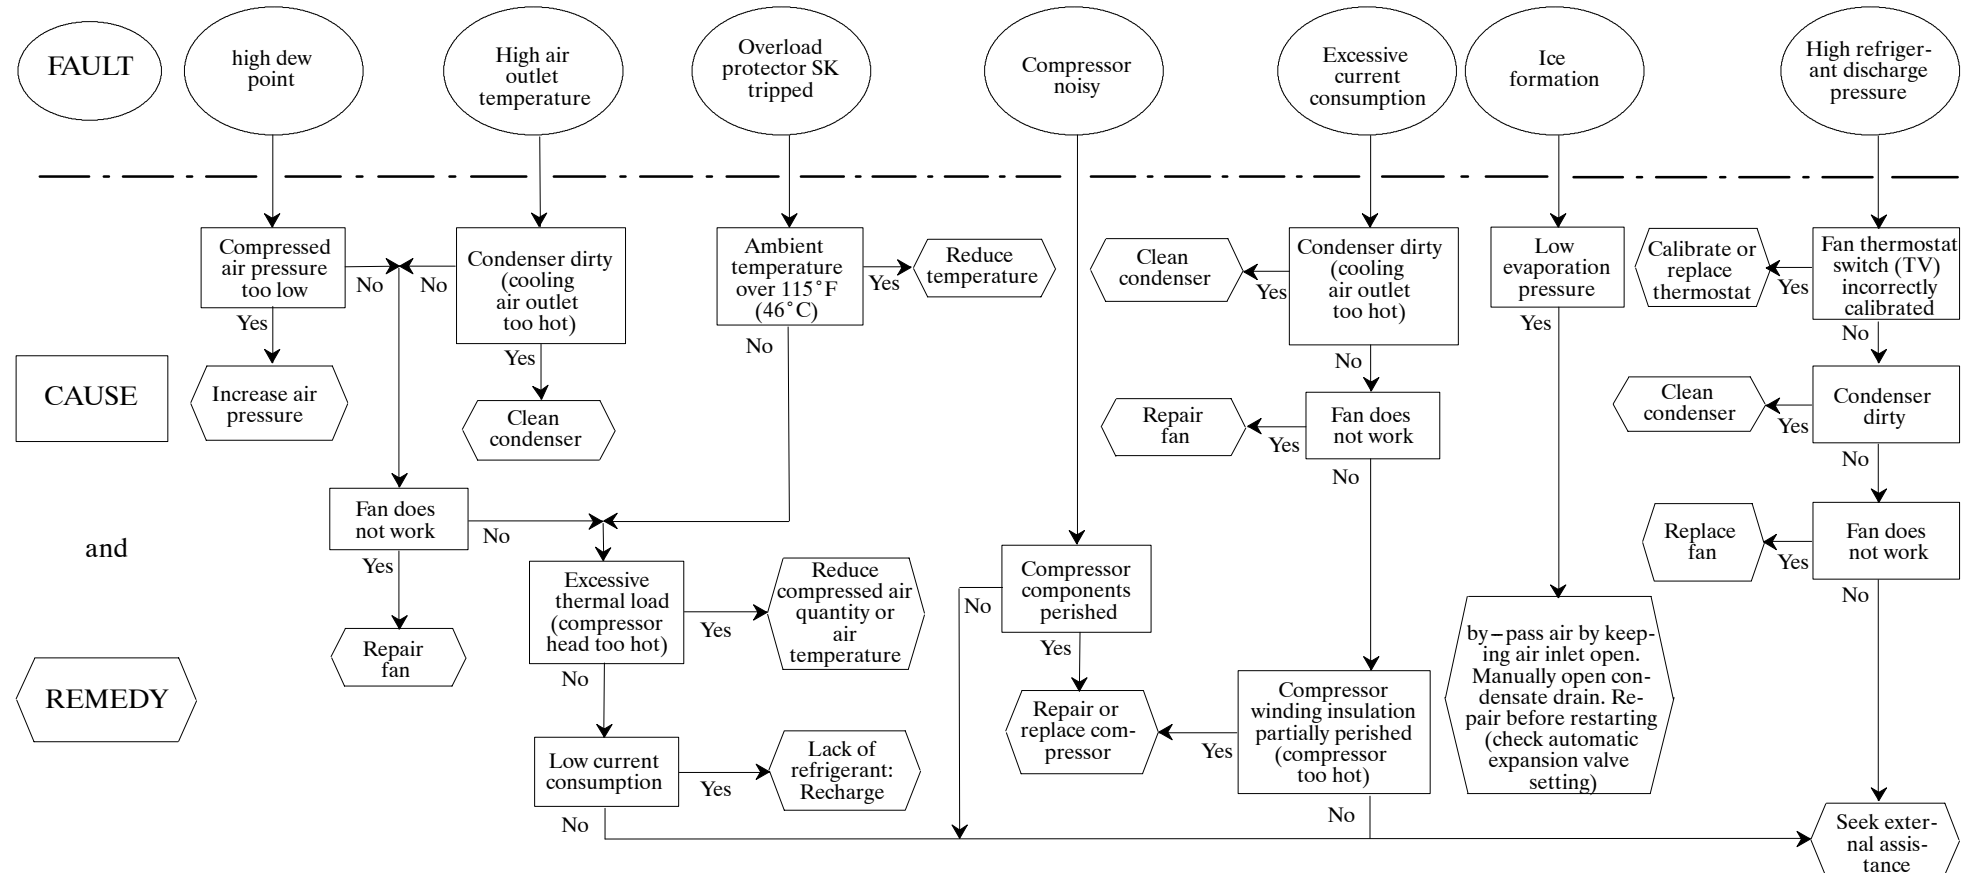 FAULT
high dew
point
High air
outlet
temperature
Overload
protector SK
tripped
Compressor
noisy
Excessive
current
consumption
Ice
formation
High refriger-
ant discharge
pressure
Compressed
air pressure
too low
No
Yes
Increase air
pressure
No
Condenser dirty
(cooling
air outlet
too hot)
Yes
Clean
condenser
Ambient
temperature
over 115˚F
(46˚C)
Yes
Reduce
temperature
No
Clean
condenser
Yes
Condenser dirty
(cooling
air outlet
too hot)
No
Repair
fan
Yes
Fan does
not work
No
Low
evaporation
pressure
Yes
Calibrate or
replace
thermostat
Yes
Fan thermostat
switch (TV)
incorrectly
calibrated
No
Clean
condenser
Yes
Condenser
dirty
No
Replace
fan
Yes
Fan does
not work
No
CAUSE
and
REMEDY
Fan does
not work
No
Yes
Repair
fan
Excessive
thermal load
(compressor
head too hot)
Yes
Reduce
compressed air
quantity or
air
temperature
No
Low current
consumption
Yes
Lack of
refrigerant:
Recharge
No
Compressor
components
perished
No
Yes
Repair or
replace com-
pressor
Yes
Compressor
winding insulation
partially perished
(compressor
too hot)
No
by–pass air by keep-
ing air inlet open.
Manually open con-
densate drain. Re-
pair before restarting
(check automatic
expansion valve
setting)
Seek exter-
nal assis-
tance